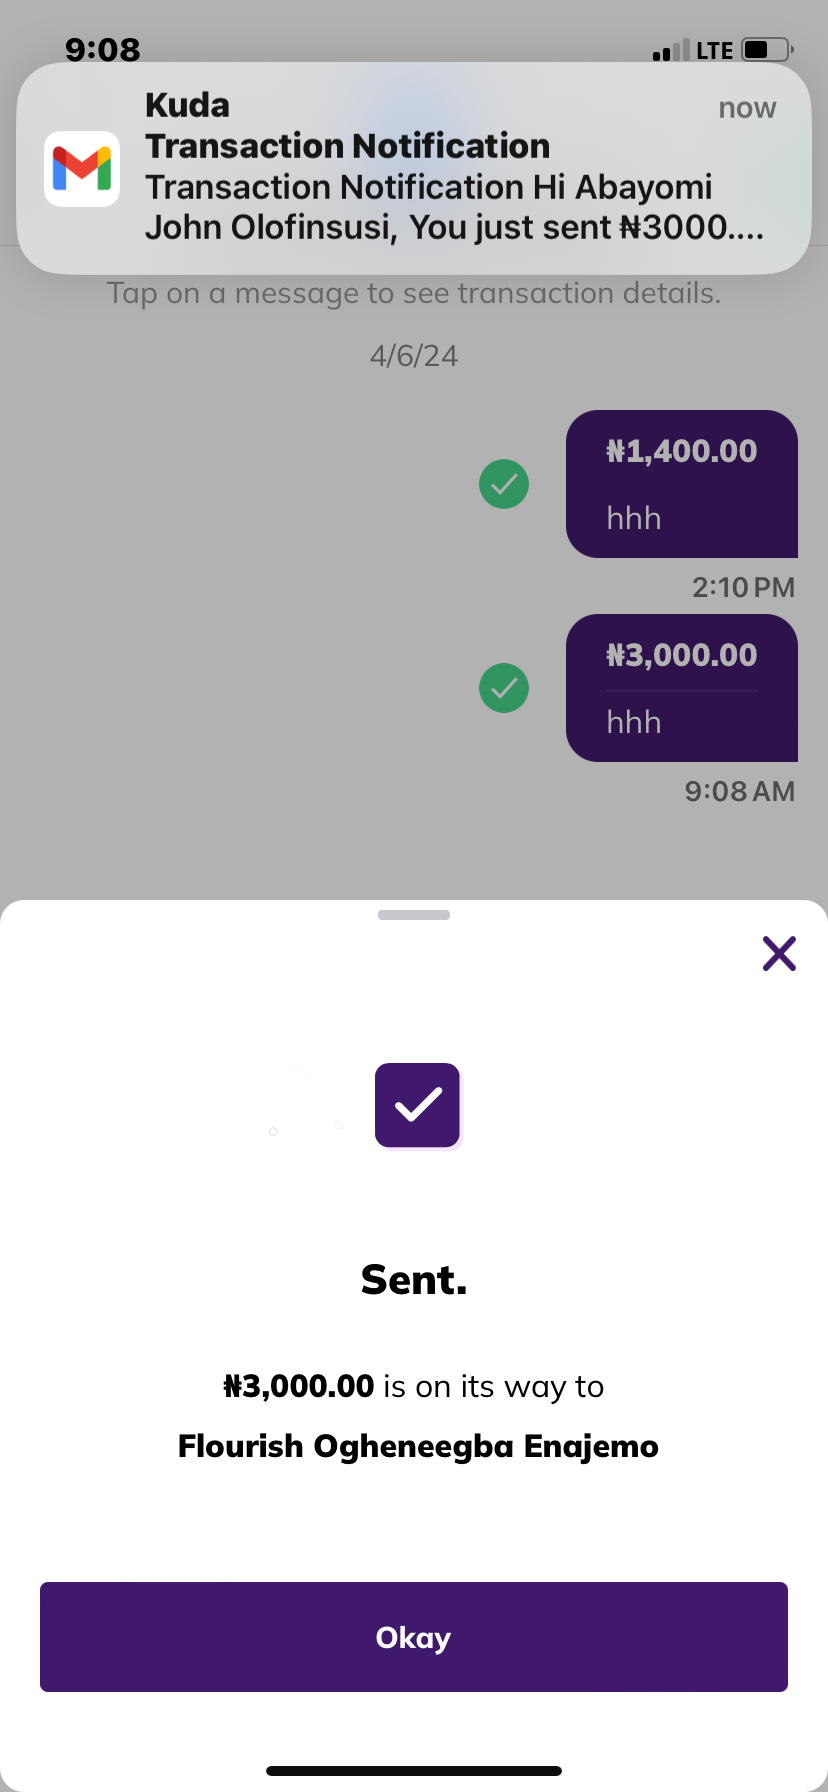 9:08
LTE
Kuda
now
Transaction Notification
Transaction Notification Hi Abayomi
John Olofinsusi, You just sent ₦3000....
Tap on a message to see transaction details.
4/6/24
₦1,400.00
hhh
2:10 PM
₦3,000.00
hhh
9:08 AM
Sent.
₦3,000.00 is on its way to
Flourish Ogheneegba Enajemo
Okay